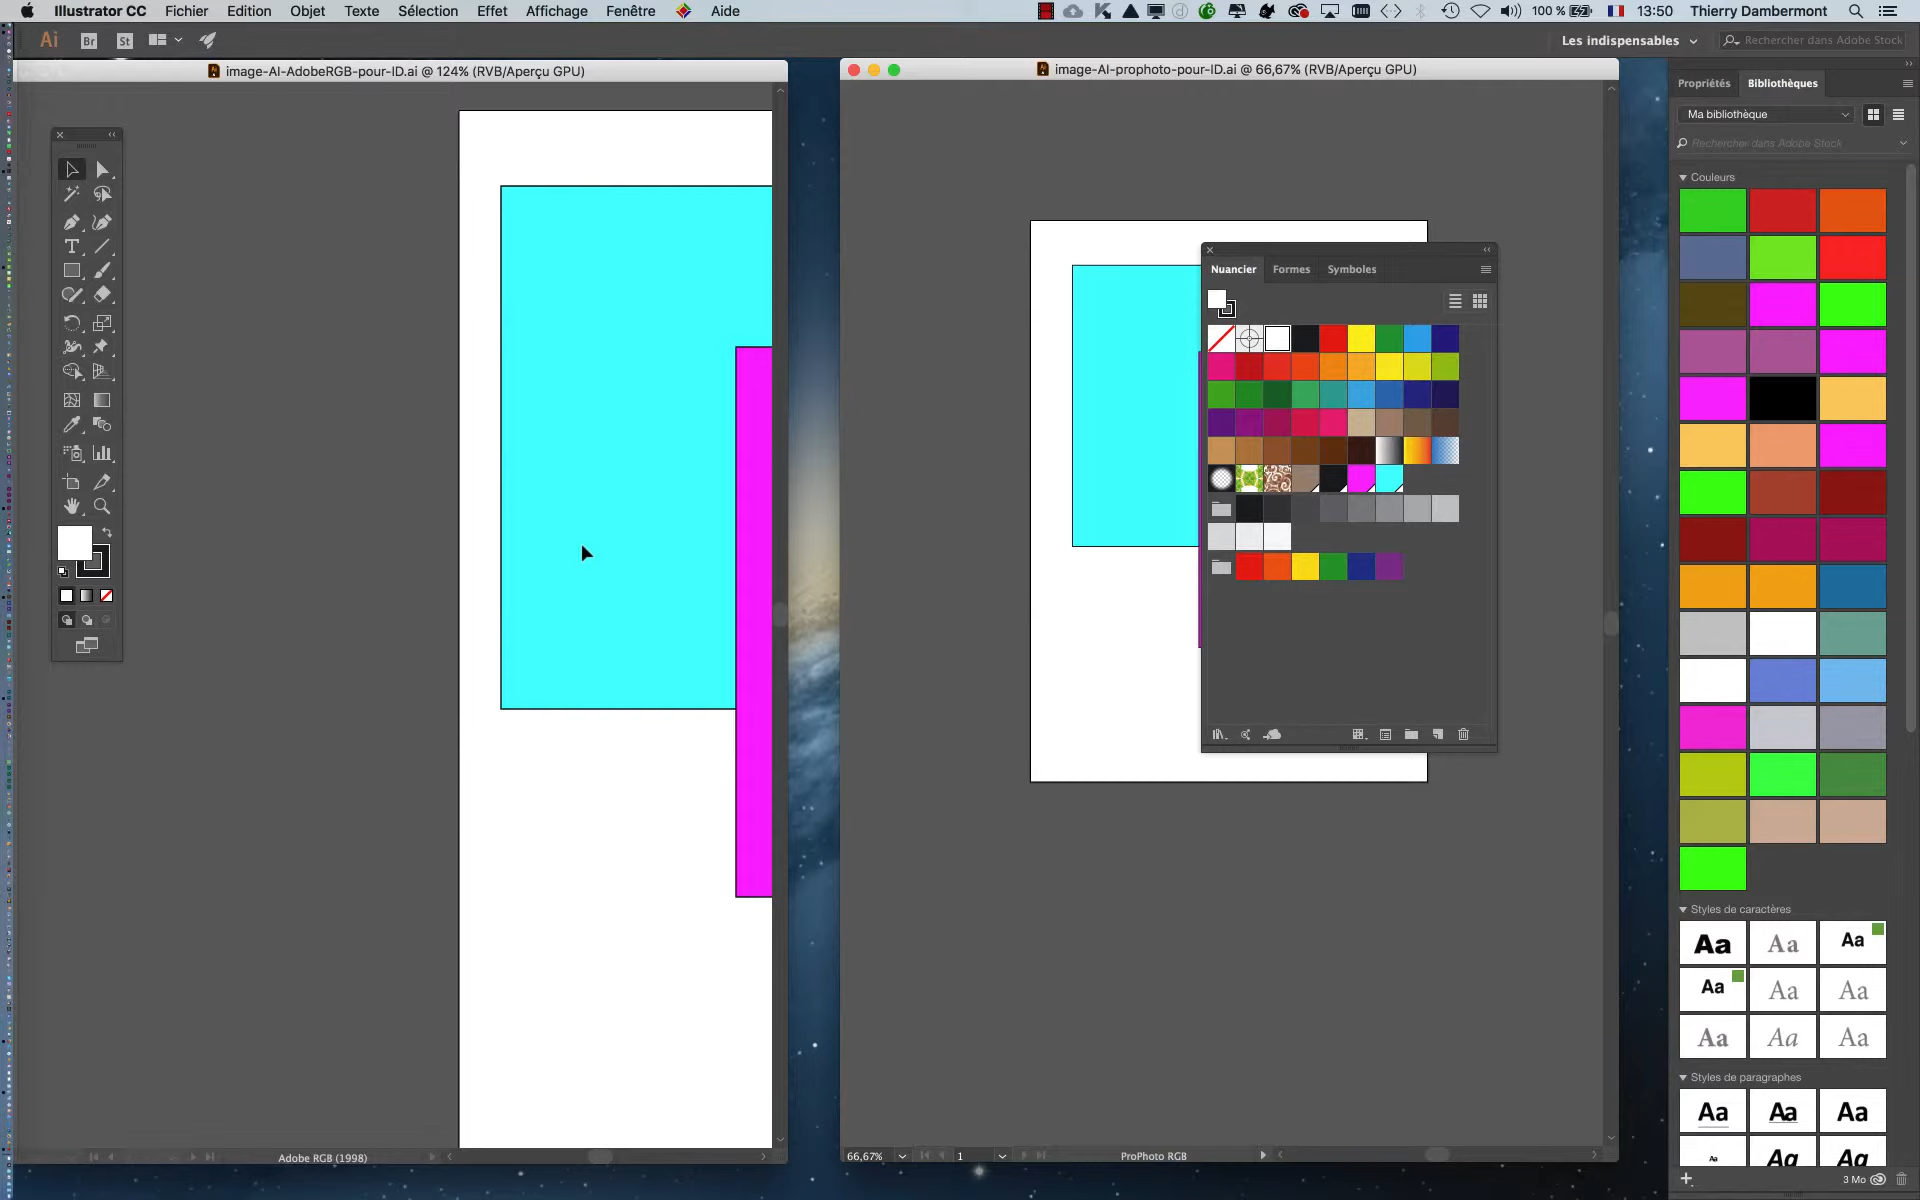 Illustrator CC Fichier Edition Objet Texte Sélection Effet Affichage Fenêtre Aide 100 % 13:50 Thierry Dambermont
Ai Br St Les indispensables Rechercher dans Adobe Stock
image-AI-AdobeRGB-pour-ID.ai @ 124% (RVB/Aperçu GPU)
image-AI-prophoto-pour-ID.ai @ 66,67% (RVB/Aperçu GPU)
Propriétés Bibliothèques
Ma bibliothèque
Rechercher dans Adobe Stock
Couleurs
Nuancier Formes Symboles
Styles de caractères
Aa Aa Aa
Aa Aa Aa
Aa Aa Aa
Styles de paragraphes
Aa Aa Aa
Aa Ag Ag
Adobe RGB (1998)
66,67% 1 ProPhoto RGB
3 Mo